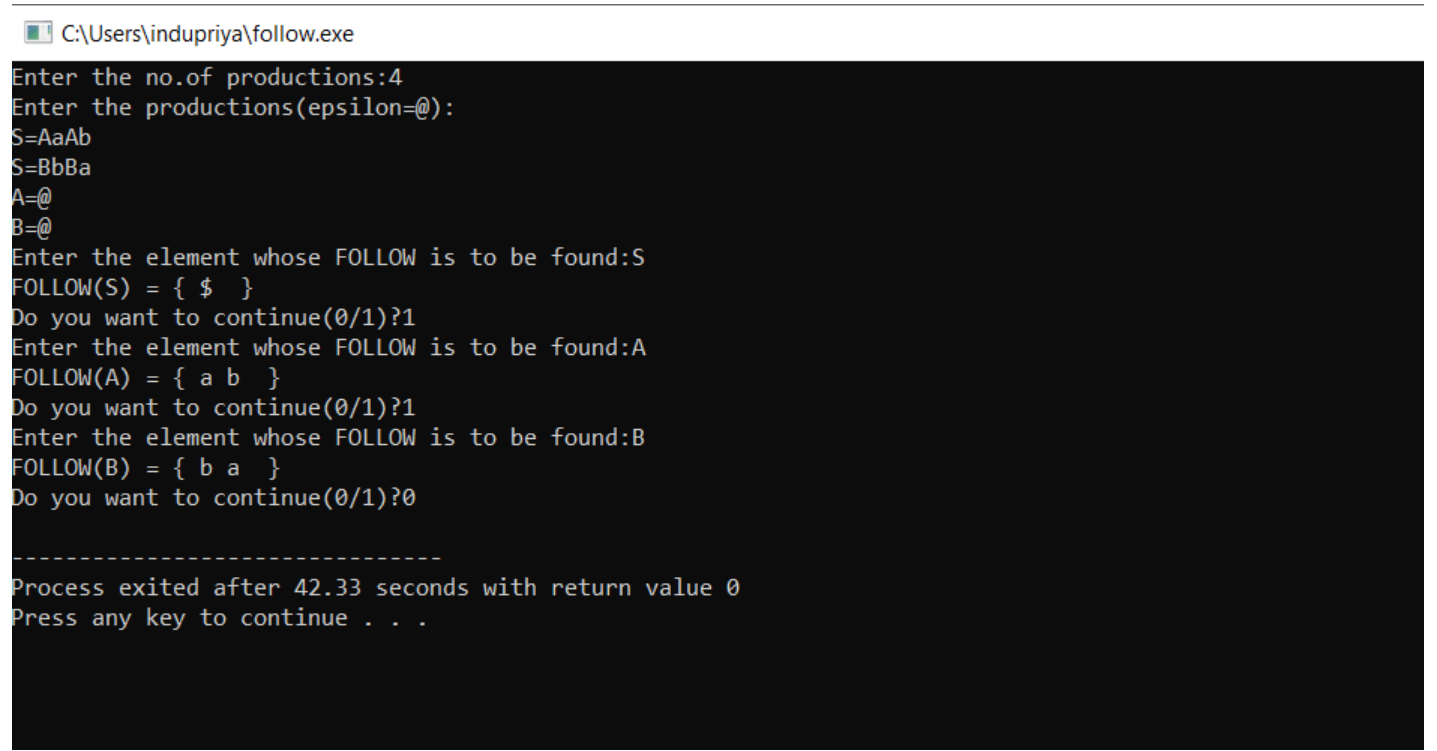 C:\Users\indupriya\follow.exe
Enter the no.of productions:4
Enter the productions(epsilon=@):
S=AaAb
S=BbBa
A=@
B=@
Enter the element whose FOLLOW is to be found:S
FOLLOW(S) = { $  }
Do you want to continue(0/1)?1
Enter the element whose FOLLOW is to be found:A
FOLLOW(A) = { a b  }
Do you want to continue(0/1)?1
Enter the element whose FOLLOW is to be found:B
FOLLOW(B) = { b a  }
Do you want to continue(0/1)?0
--------------------------------
Process exited after 42.33 seconds with return value 0
Press any key to continue . . .